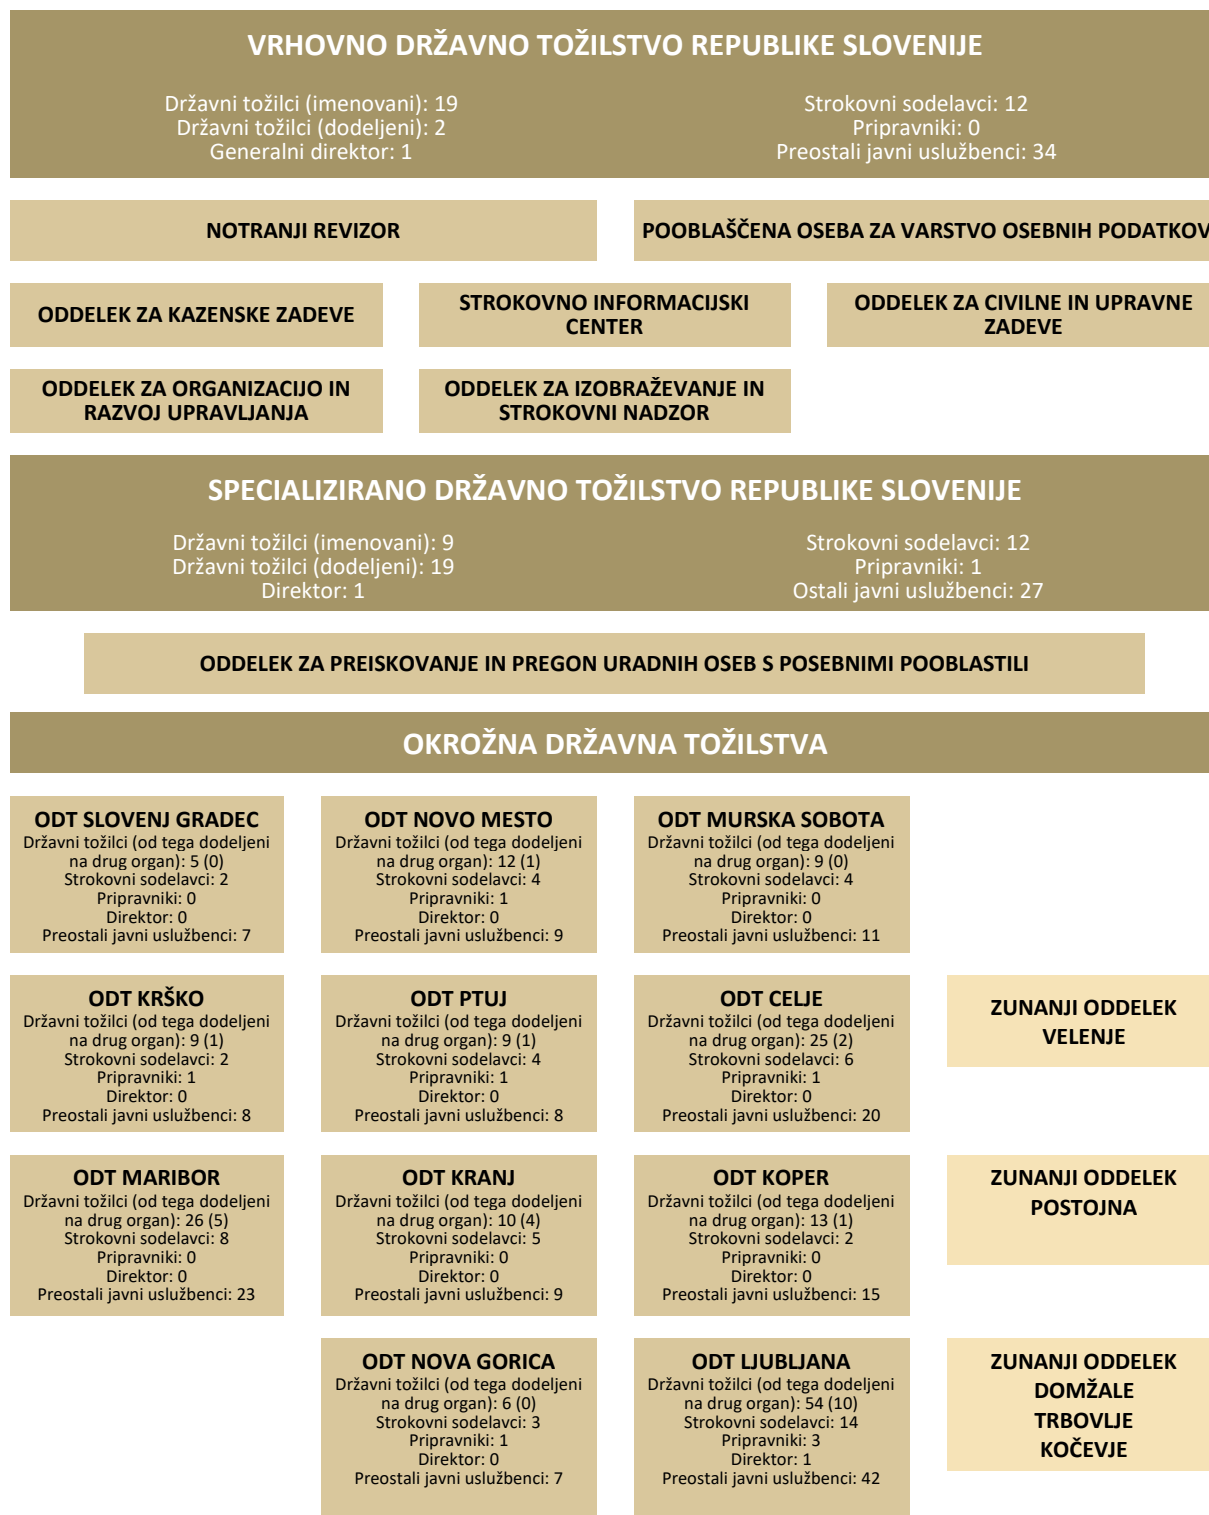 VRHOVNO DRŽAVNO TOŽILSTVO REPUBLIKE SLOVENIJE
Državni tožilci (imenovani): 19
Državni tožilci (dodeljeni): 2
Generalni direktor: 1
Strokovni sodelavci: 12
Pripravniki: 0
Preostali javni uslužbenci: 34
NOTRANJI REVIZOR
POOBLAŠČENA OSEBA ZA VARSTVO OSEBNIH PODATKOV
ODDELEK ZA KAZENSKE ZADEVE
STROKOVNO INFORMACIJSKI
CENTER
ODDELEK ZA CIVILNE IN UPRAVNE
ZADEVE
ODDELEK ZA ORGANIZACIJO IN
RAZVOJ UPRAVLJANJA
ODDELEK ZA IZOBRAŽEVANJE IN
STROKOVNI NADZOR
SPECIALIZIRANO DRŽAVNO TOŽILSTVO REPUBLIKE SLOVENIJE
Državni tožilci (imenovani): 9
Državni tožilci (dodeljeni): 19
Direktor: 1
Strokovni sodelavci: 12
Pripravniki: 1
Ostali javni uslužbenci: 27
ODDELEK ZA PREISKOVANJE IN PREGON URADNIH OSEB S POSEBNIMI POOBLASTILI
OKROŽNA DRŽAVNA TOŽILSTVA
ODT SLOVENJ GRADEC
Državni tožilci (od tega dodeljeni
na drug organ): 5 (0)
Strokovni sodelavci: 2
Pripravniki: 0
Direktor: 0
Preostali javni uslužbenci: 7
ODT NOVO MESTO
Državni tožilci (od tega dodeljeni
na drug organ): 12 (1)
Strokovni sodelavci: 4
Pripravniki: 1
Direktor: 0
Preostali javni uslužbenci: 9
ODT MURSKA SOBOTA
Državni tožilci (od tega dodeljeni
na drug organ): 9 (0)
Strokovni sodelavci: 4
Pripravniki: 0
Direktor: 0
Preostali javni uslužbenci: 11
ODT KRŠKO
Državni tožilci (od tega dodeljeni
na drug organ): 9 (1)
Strokovni sodelavci: 2
Pripravniki: 1
Direktor: 0
Preostali javni uslužbenci: 8
ODT PTUJ
Državni tožilci (od tega dodeljeni
na drug organ): 9 (1)
Strokovni sodelavci: 4
Pripravniki: 1
Direktor: 0
Preostali javni uslužbenci: 8
ODT CELJE
Državni tožilci (od tega dodeljeni
na drug organ): 25 (2)
Strokovni sodelavci: 6
Pripravniki: 1
Direktor: 0
Preostali javni uslužbenci: 20
ZUNANJI ODDELEK
VELENJE
ODT MARIBOR
Državni tožilci (od tega dodeljeni
na drug organ): 26 (5)
Strokovni sodelavci: 8
Pripravniki: 0
Direktor: 0
Preostali javni uslužbenci: 23
ODT KRANJ
Državni tožilci (od tega dodeljeni
na drug organ): 10 (4)
Strokovni sodelavci: 5
Pripravniki: 0
Direktor: 0
Preostali javni uslužbenci: 9
ODT KOPER
Državni tožilci (od tega dodeljeni
na drug organ): 13 (1)
Strokovni sodelavci: 2
Pripravniki: 0
Direktor: 0
Preostali javni uslužbenci: 15
ZUNANJI ODDELEK
POSTOJNA
ODT NOVA GORICA
Državni tožilci (od tega dodeljeni
na drug organ): 6 (0)
Strokovni sodelavci: 3
Pripravniki: 1
Direktor: 0
Preostali javni uslužbenci: 7
ODT LJUBLJANA
Državni tožilci (od tega dodeljeni
na drug organ): 54 (10)
Strokovni sodelavci: 14
Pripravniki: 3
Direktor: 1
Preostali javni uslužbenci: 42
ZUNANJI ODDELEK
DOMŽALE
TRBOVLJE
KOČEVJE